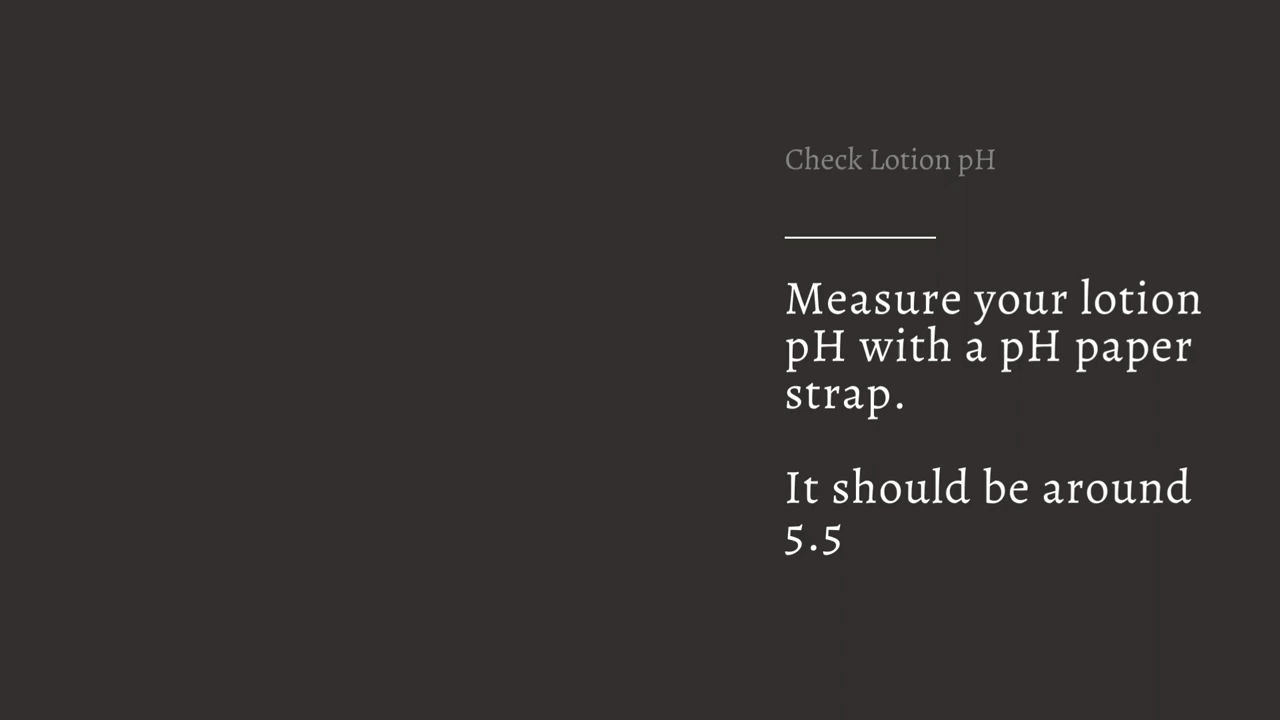 Check Lotion pH
Measure your lotion
pH with a pH paper
strap.
It should be around
5.5